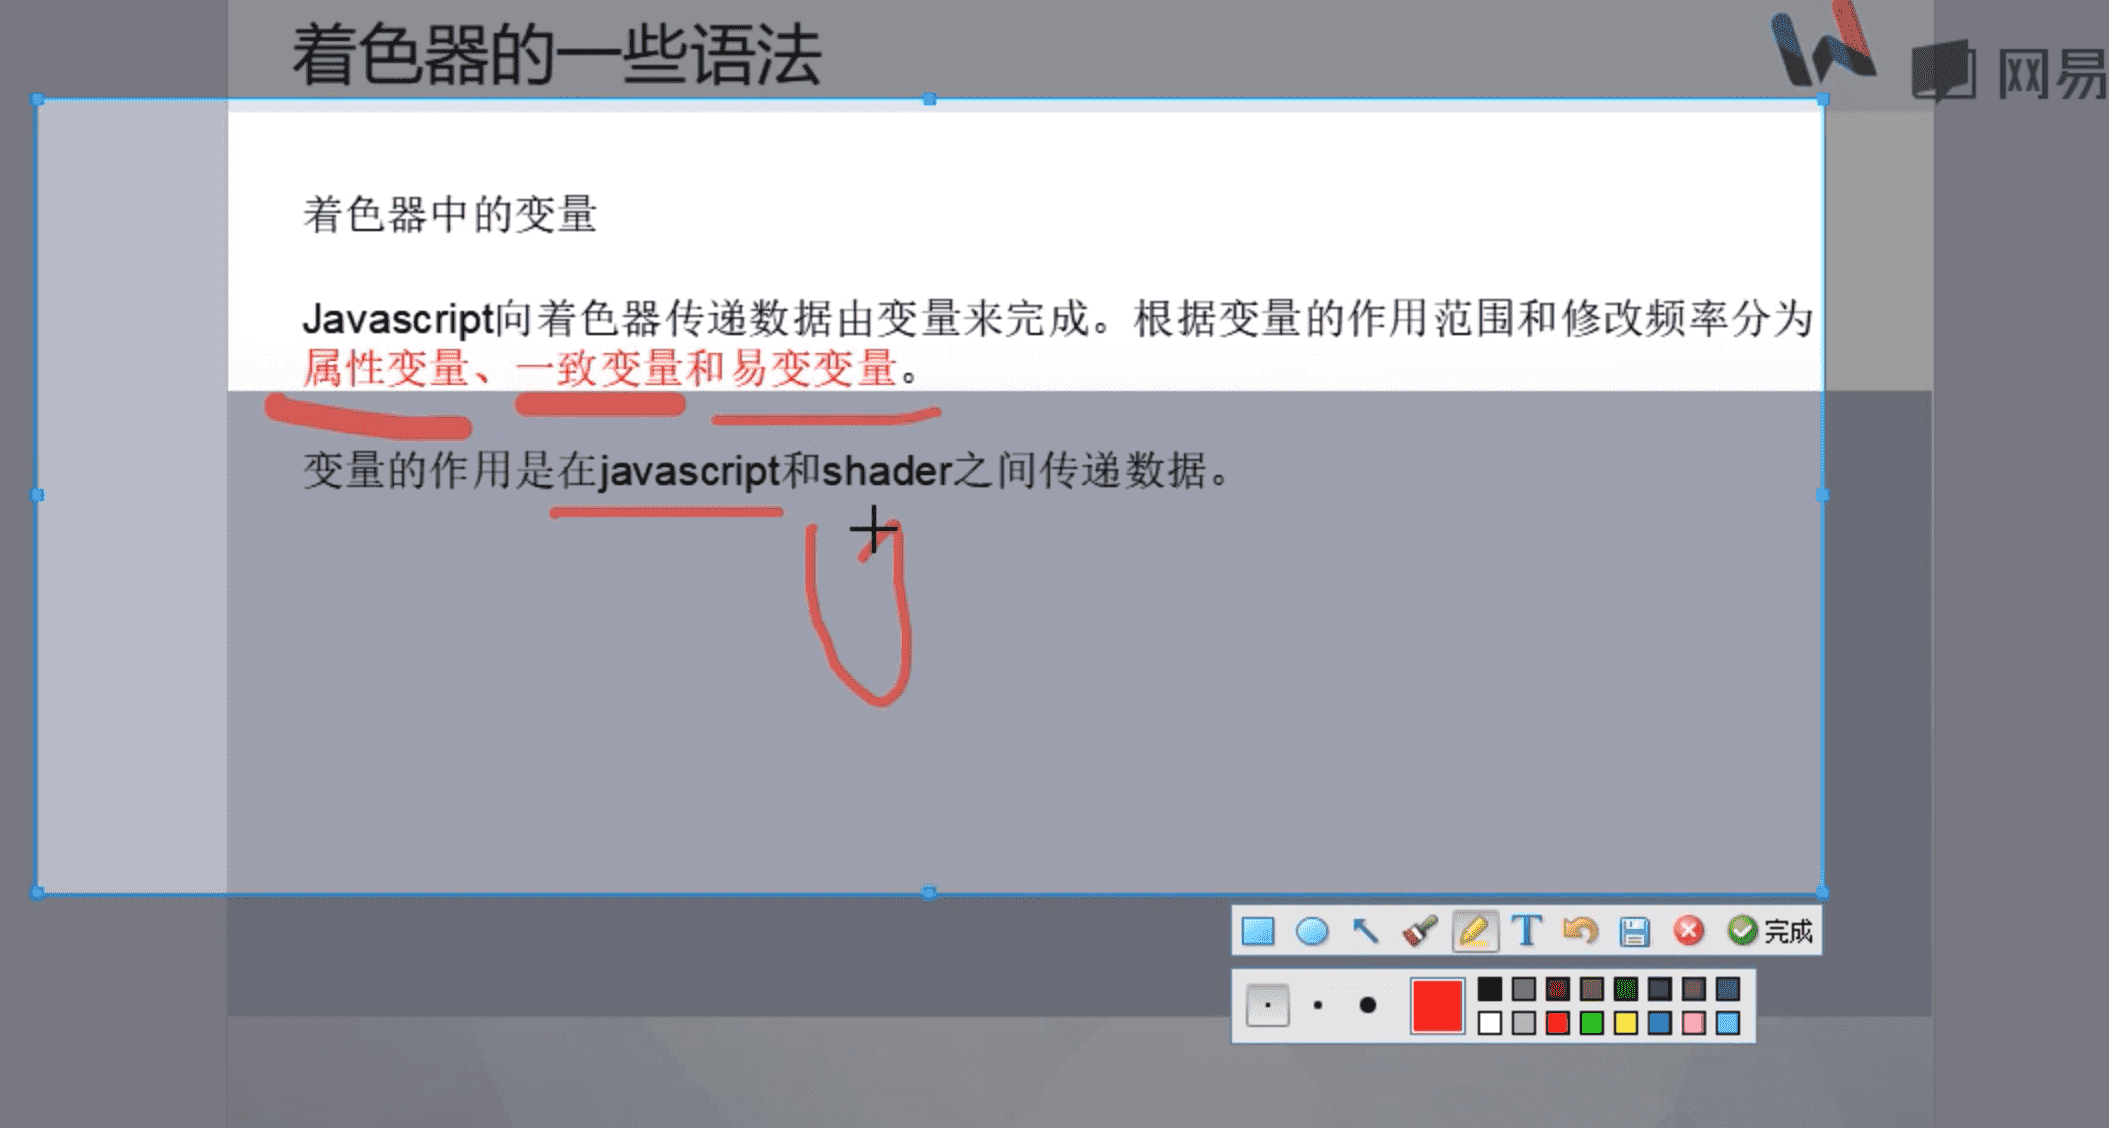 着色器的一些语法
网易
着色器中的变量
Javascript向着色器传递数据由变量来完成。根据变量的作用范围和修改频率分为
属性变量、一致变量和易变变量。
变量的作用是在javascript和shader之间传递数据。
T
完成